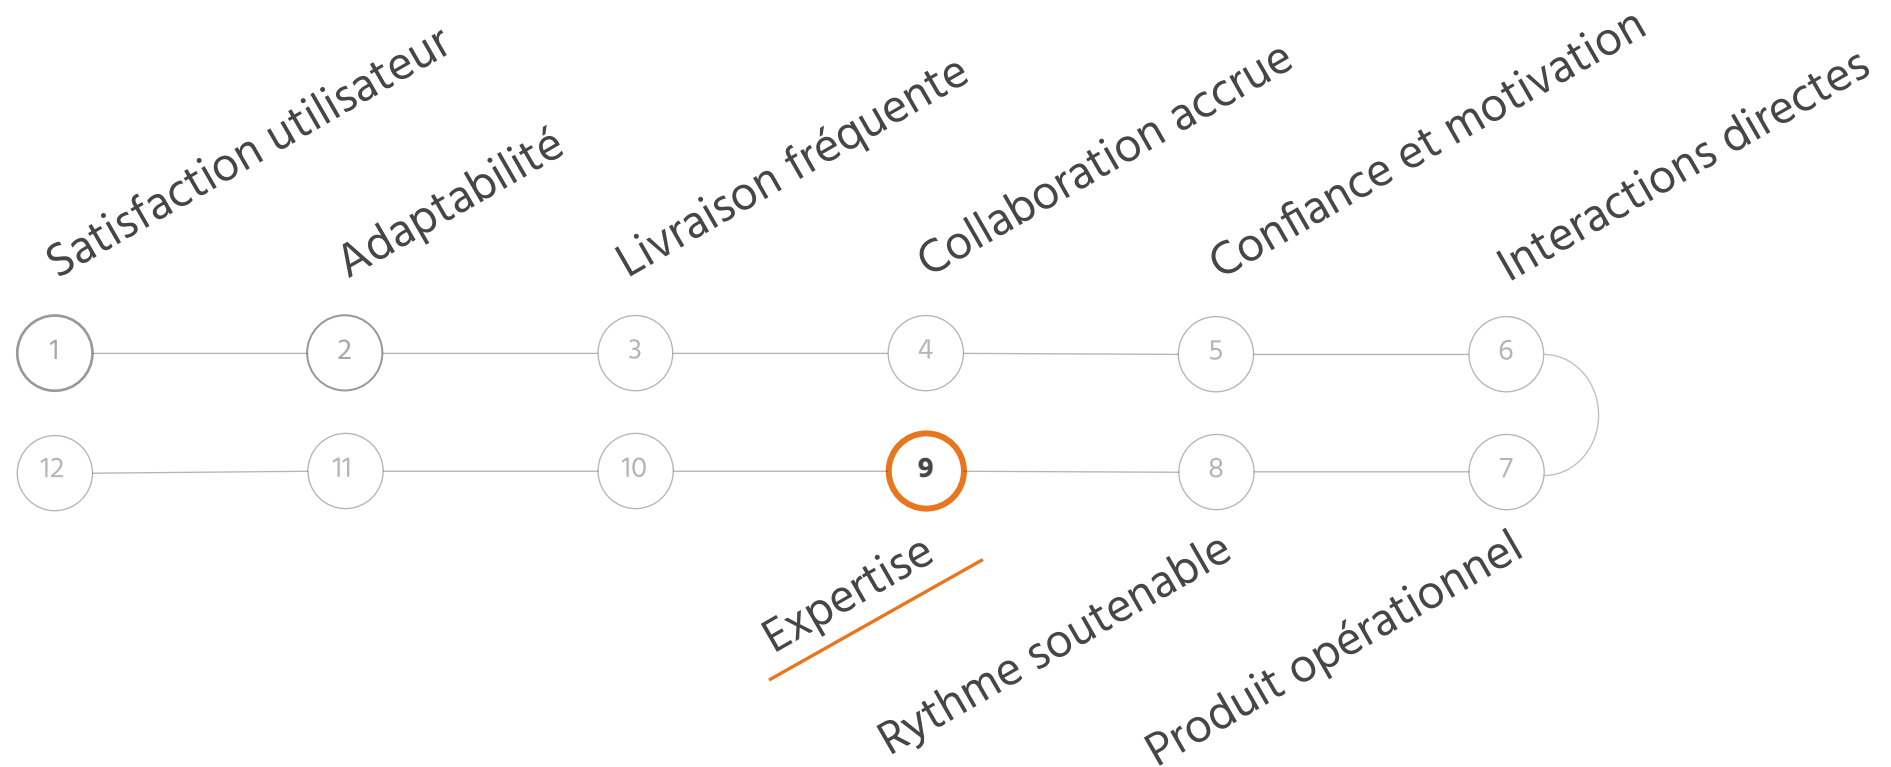 Satisfaction utilisateur
Adaptabilité
Livraison fréquente
Collaboration accrue
Confiance et motivation
Interactions directes
1
2
3
4
5
6
12
11
10
9
8
7
Expertise
Rythme soutenable
Produit opérationnel